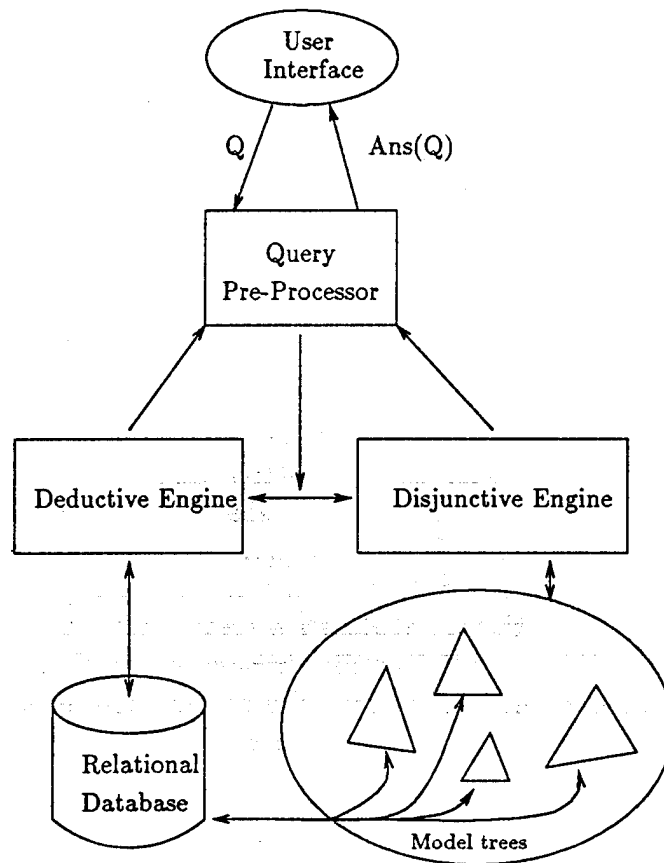 User
Interface
Q
Ans(Q)
Query
Pre-Processor
Deductive Engine
Disjunctive Engine
Relational
Database
Model trees